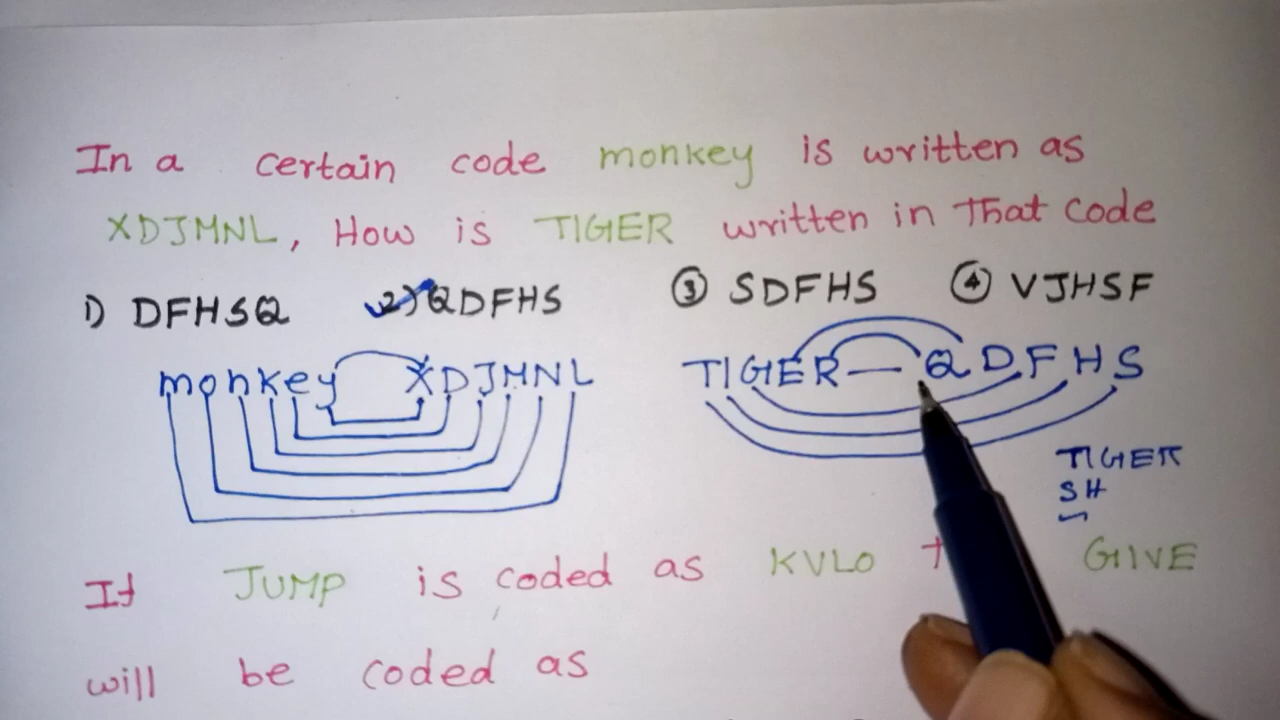 In a certain code monkey is written as
XDJMNL, How is TIGER written in That code
1) DFHSQ 2) QDFHS ③ SDFHS ④ VJHSF
monkey XDJMNL TIGER — QDFHS
TIGER
SH
If JUMP is coded as KVLO GIVE
will be coded as